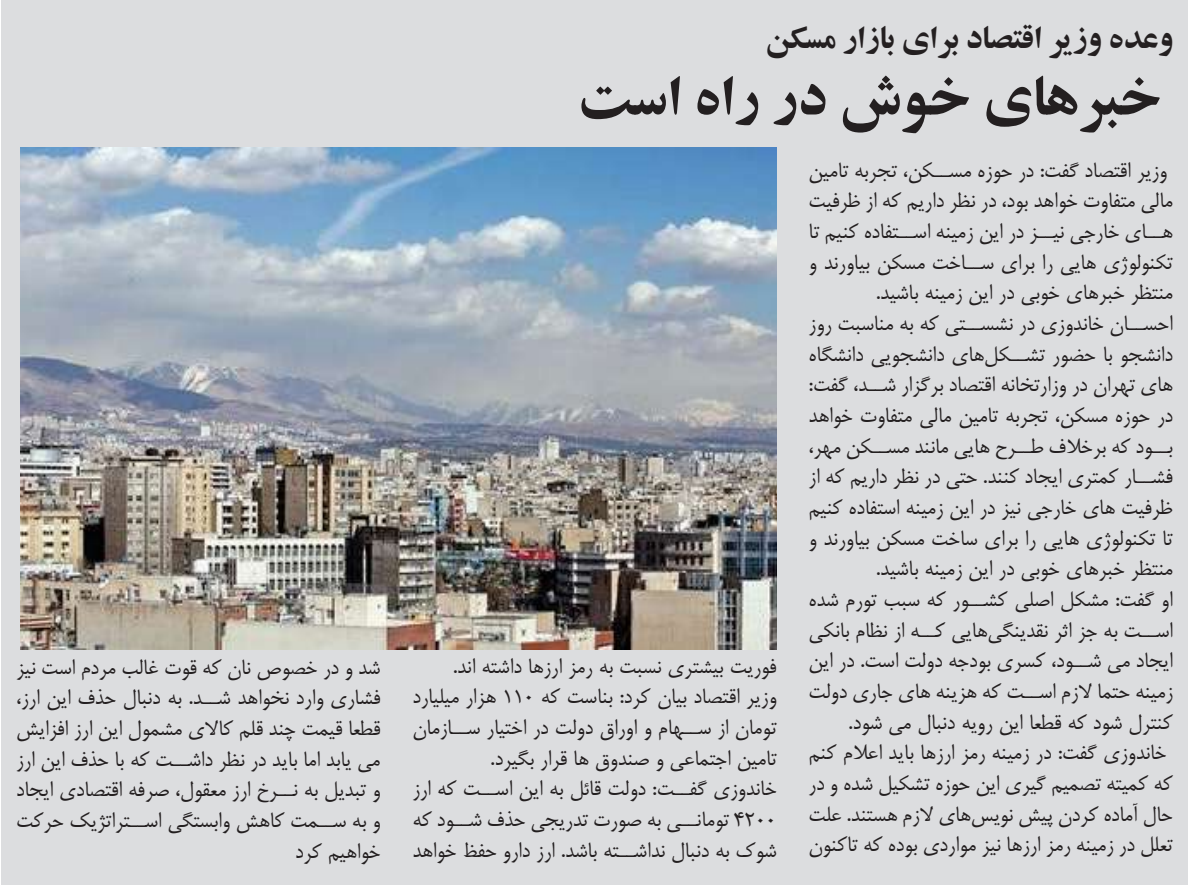 وعده وزیر اقتصاد برای بازار مسکن
خبرهای خوش در راه است
وزیر اقتصاد گفت: در حوزه مسکن، تجربه تامین
مالی متفاوت خواهد بود، در نظر داریم که از ظرفیت
های خارجی نیز در این زمینه استفاده کنیم تا
تکنولوژی هایی را برای ساخت مسکن بیاورند و
منتظر خبرهای خوبی در این زمینه باشید.
احسان خاندوزی در نشستی که به مناسبت روز
دانشجو با حضور تشکل‌های دانشجویی دانشگاه
های تهران در وزارتخانه اقتصاد برگزار شد، گفت:
در حوزه مسکن، تجربه تامین مالی متفاوت خواهد
بود که برخلاف طرح هایی مانند مسکن مهر،
فشار کمتری ایجاد کنند. حتی در نظر داریم که از
ظرفیت های خارجی نیز در این زمینه استفاده کنیم
تا تکنولوژی هایی را برای ساخت مسکن بیاورند و
منتظر خبرهای خوبی در این زمینه باشید.
او گفت: مشکل اصلی کشور که سبب تورم شده
است به جز اثر نقدینگی‌هایی که از نظام بانکی
ایجاد می شود، کسری بودجه دولت است. در این
زمینه حتما لازم است که هزینه های جاری دولت
کنترل شود که قطعا این رویه دنبال می شود.
خاندوزی گفت: در زمینه رمز ارزها باید اعلام کنم
که کمیته تصمیم گیری این حوزه تشکیل شده و در
حال آماده کردن پیش نویس‌های لازم هستند. علت
تعلل در زمینه رمز ارزها نیز مواردی بوده که تاکنون
فوریت بیشتری نسبت به رمز ارزها داشته اند.
وزیر اقتصاد بیان کرد: بناست که ۱۱۰ هزار میلیارد
تومان از سهام و اوراق دولت در اختیار سازمان
تامین اجتماعی و صندوق ها قرار بگیرد.
خاندوزی گفت: دولت قائل به این است که ارز
۴۲۰۰ تومانی به صورت تدریجی حذف شود که
شوک به دنبال نداشته باشد. ارز دارو حفظ خواهد
شد و در خصوص نان که قوت غالب مردم است نیز
فشاری وارد نخواهد شد. به دنبال حذف این ارز،
قطعا قیمت چند قلم کالای مشمول این ارز افزایش
می یابد اما باید در نظر داشت که با حذف این ارز
و تبدیل به نرخ ارز معقول، صرفه اقتصادی ایجاد
و به سمت کاهش وابستگی استراتژیک حرکت
خواهیم کرد